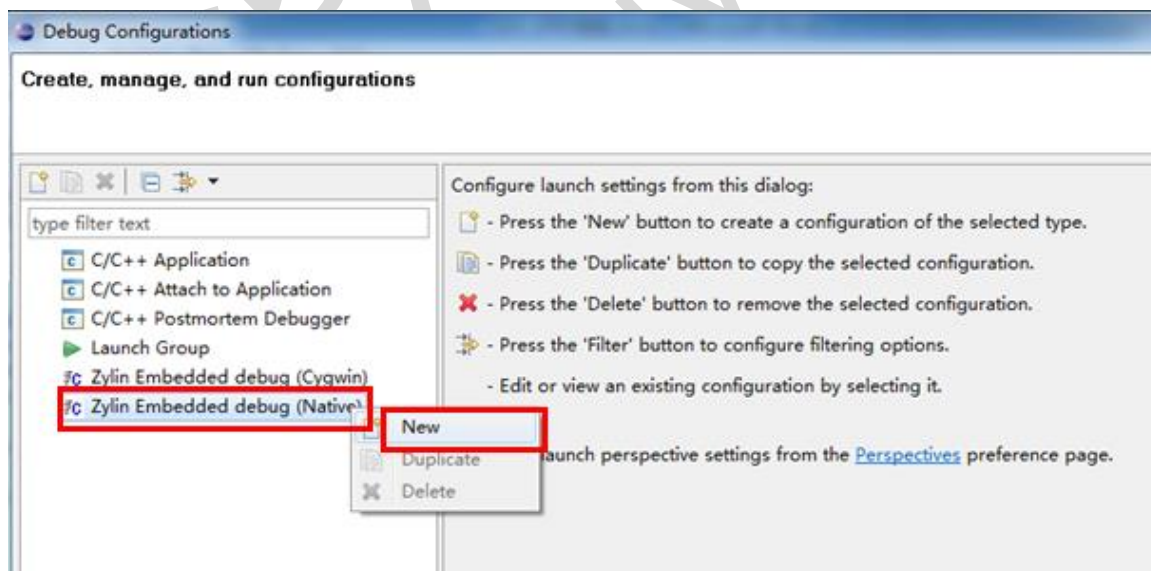 Debug Configurations
Create, manage, and run configurations
type filter text
C/C++ Application
C/C++ Attach to Application
C/C++ Postmortem Debugger
Launch Group
Zylin Embedded debug (Cygwin)
Zylin Embedded debug (Native)
New
Duplicate
Delete
Configure launch settings from this dialog:
- Press the 'New' button to create a configuration of the selected type.
- Press the 'Duplicate' button to copy the selected configuration.
- Press the 'Delete' button to remove the selected configuration.
- Press the 'Filter' button to configure filtering options.
- Edit or view an existing configuration by selecting it.
launch perspective settings from the Perspectives preference page.